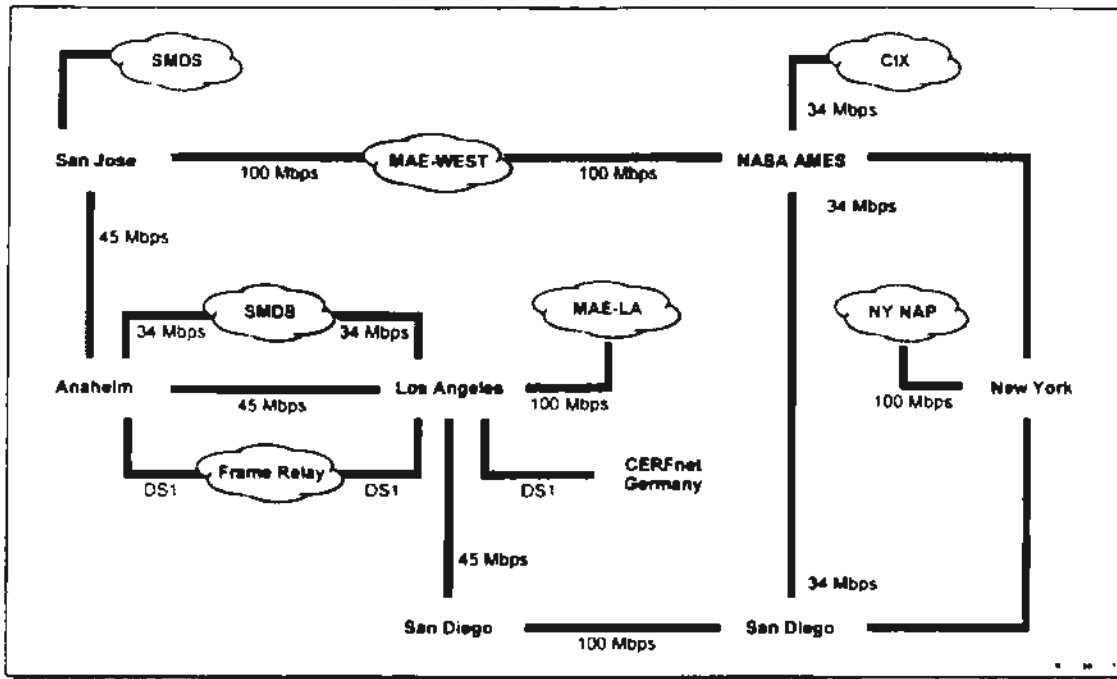 SMDS
CIX
34 Mbps
San Jose
MAE-WEST
NASA AMES
100 Mbps
100 Mbps
34 Mbps
45 Mbps
SMDS
MAE-LA
NY NAP
34 Mbps
34 Mbps
Anaheim
Los Angeles
New York
45 Mbps
100 Mbps
100 Mbps
Frame Relay
CERFnet
Germany
DS1
DS1
DS1
45 Mbps
34 Mbps
San Diego
San Diego
100 Mbps